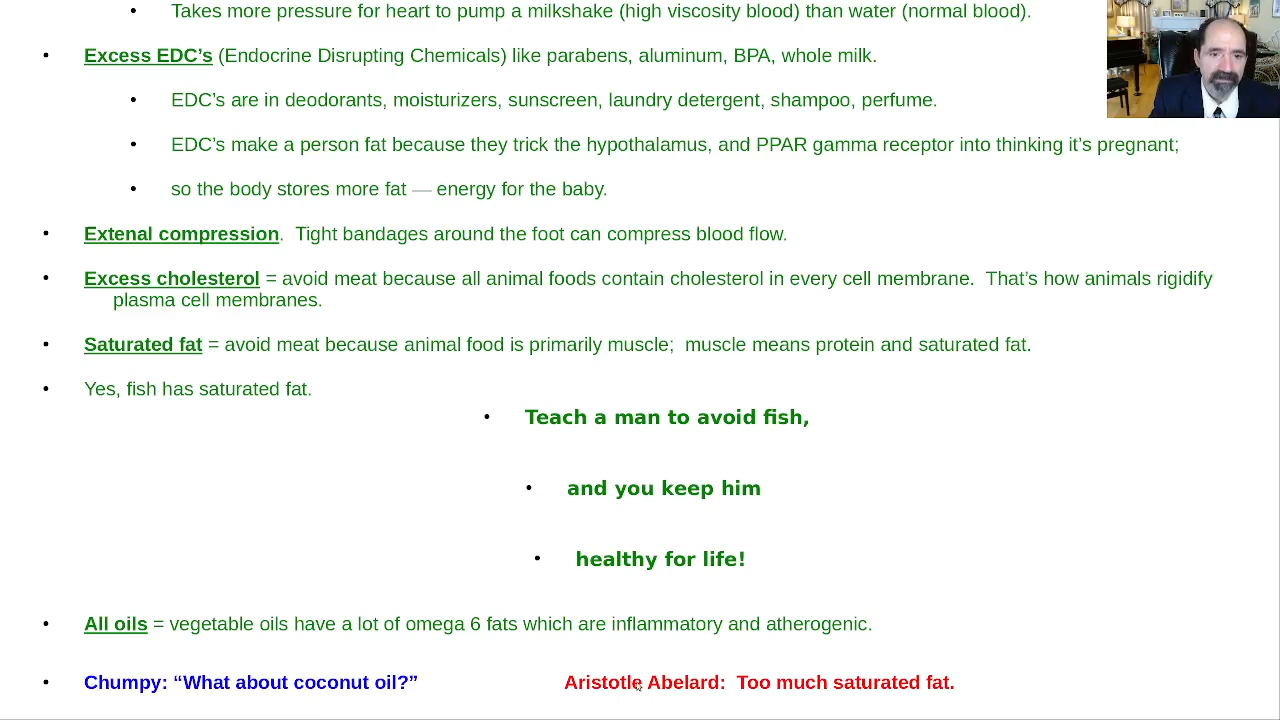 • Takes more pressure for heart to pump a milkshake (high viscosity blood) than water (normal blood).
• Excess EDC’s (Endocrine Disrupting Chemicals) like parabens, aluminum, BPA, whole milk.
• EDC’s are in deodorants, moisturizers, sunscreen, laundry detergent, shampoo, perfume.
• EDC’s make a person fat because they trick the hypothalamus, and PPAR gamma receptor into thinking it’s pregnant;
• so the body stores more fat — energy for the baby.
• Extenal compression. Tight bandages around the foot can compress blood flow.
• Excess cholesterol = avoid meat because all animal foods contain cholesterol in every cell membrane. That’s how animals rigidify
plasma cell membranes.
• Saturated fat = avoid meat because animal food is primarily muscle; muscle means protein and saturated fat.
• Yes, fish has saturated fat.
• Teach a man to avoid fish,
• and you keep him
• healthy for life!
• All oils = vegetable oils have a lot of omega 6 fats which are inflammatory and atherogenic.
• Chumpy: “What about coconut oil?” Aristotle Abelard: Too much saturated fat.